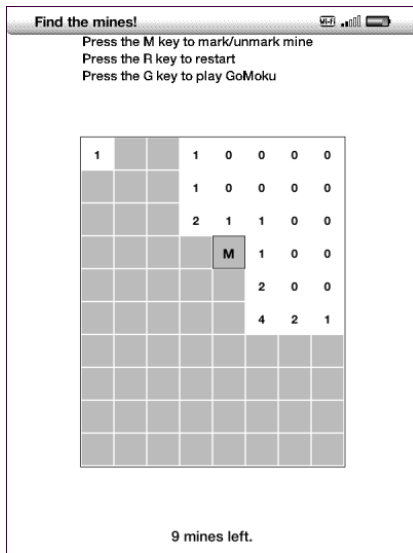 Find the mines! Wi-Fi
Press the M key to mark/unmark mine
Press the R key to restart
Press the G key to play GoMoku
1 1 0 0 0 0
1 0 0 0 0
2 1 1 0 0
M 1 0 0
2 0 0
4 2 1
9 mines left.